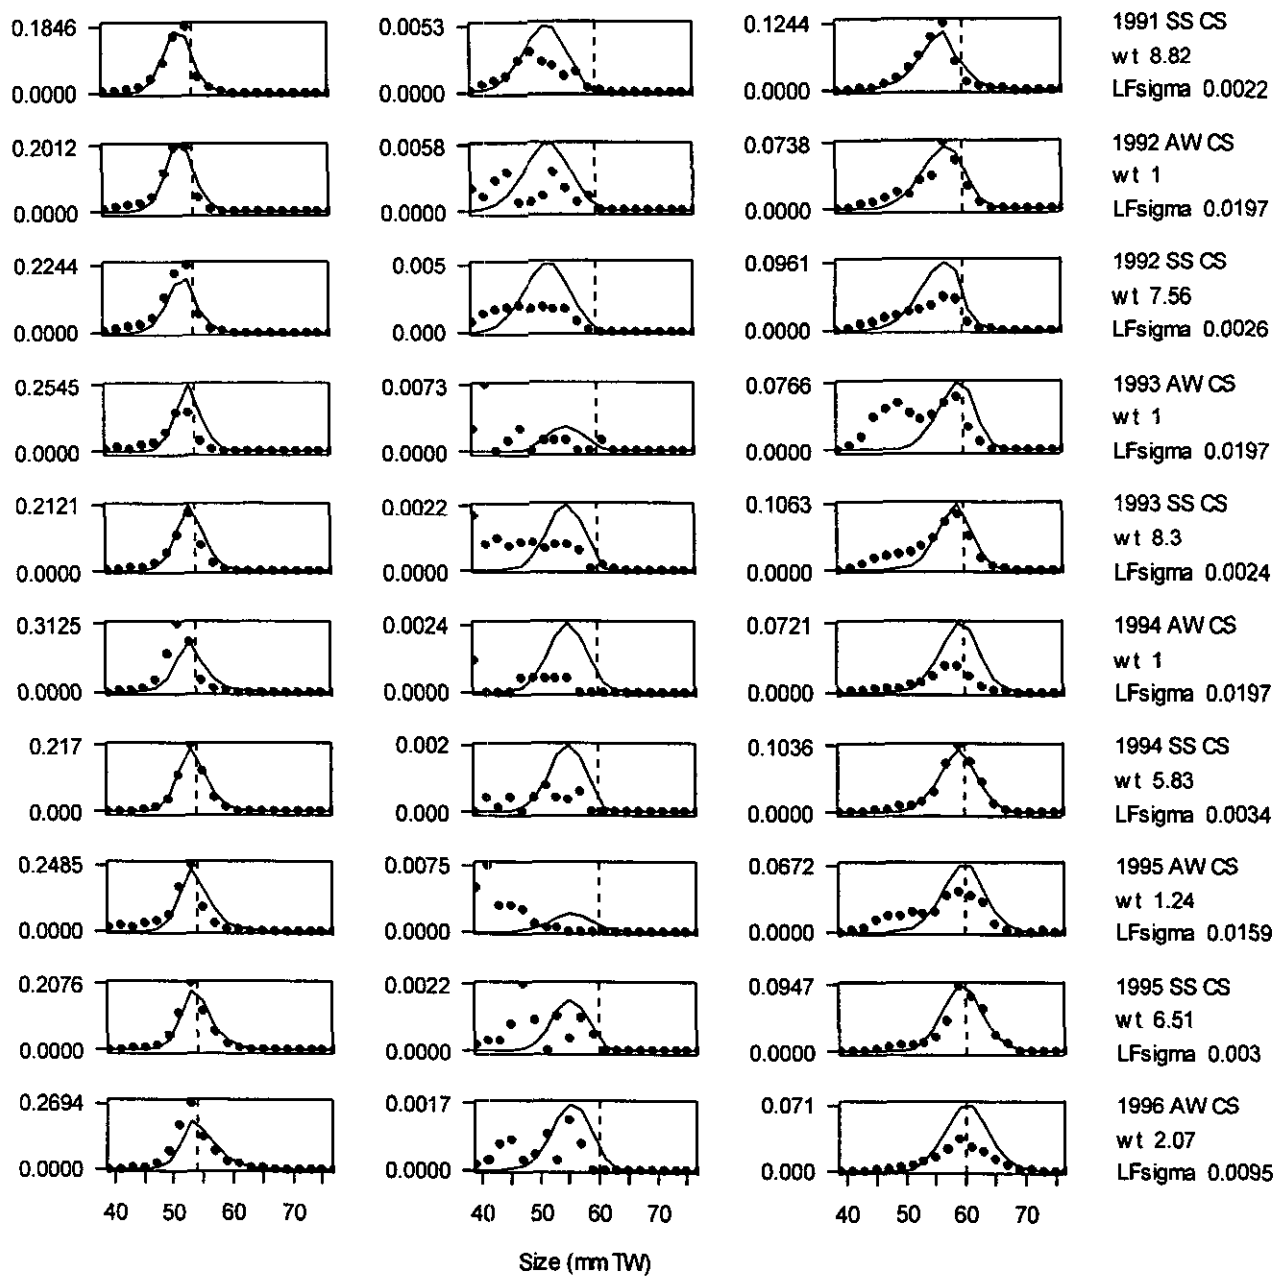 0.1846 0.0053 0.1244 1991 SS CS
wt 8.82
0.0000 0.0000 0.0000 LFsigma 0.0022
0.2012 0.0058 0.0738 1992 AW CS
wt 1
0.0000 0.0000 0.0000 LFsigma 0.0197
0.2244 0.005 0.0961 1992 SS CS
wt 7.56
0.0000 0.000 0.0000 LFsigma 0.0026
0.2545 0.0073 0.0766 1993 AW CS
wt 1
0.0000 0.0000 0.0000 LFsigma 0.0197
0.2121 0.0022 0.1063 1993 SS CS
wt 8.3
0.0000 0.0000 0.0000 LFsigma 0.0024
0.3125 0.0024 0.0721 1994 AW CS
wt 1
0.0000 0.0000 0.0000 LFsigma 0.0197
0.217 0.002 0.1036 1994 SS CS
wt 5.83
0.000 0.000 0.0000 LFsigma 0.0034
0.2485 0.0075 0.0672 1995 AW CS
wt 1.24
0.0000 0.0000 0.0000 LFsigma 0.0159
0.2076 0.0022 0.0947 1995 SS CS
wt 6.51
0.0000 0.0000 0.0000 LFsigma 0.003
0.2694 0.0017 0.071 1996 AW CS
wt 2.07
0.0000 0.0000 0.000 LFsigma 0.0095
40 50 60 70 40 50 60 70 40 50 60 70
Size (mm TW)